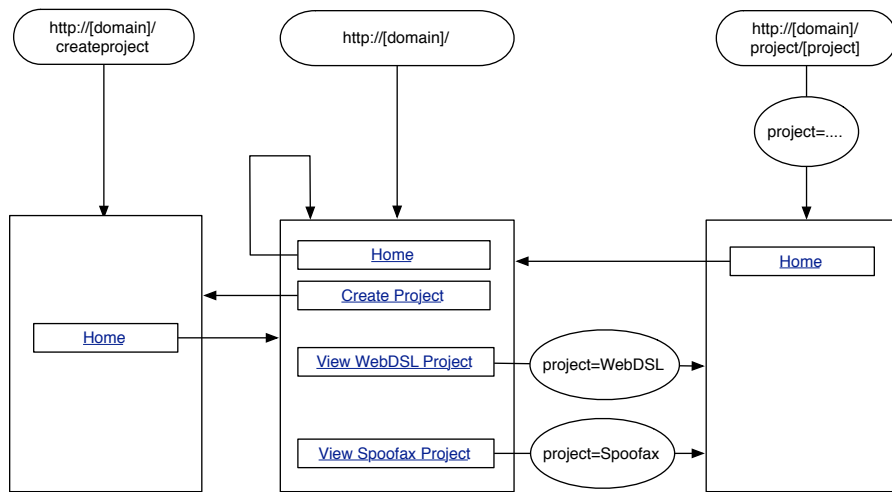 http://[domain]/
createproject
http://[domain]/
http://[domain]/
project/[project]
project=....
Home
Home
Create Project
Home
View WebDSL Project
project=WebDSL
View Spoofax Project
project=Spoofax